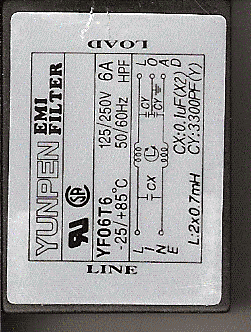 LOAD
YUNPEN
EMI
FILTER
YF06T6
-25/+85°C
125/250V 6A
50/60Hz HPF
L O A D
CY CY
L
CX
L I N E
CX:0.1uF(X2)
CY:3300PF(Y)
L:2x0.7mH
LINE